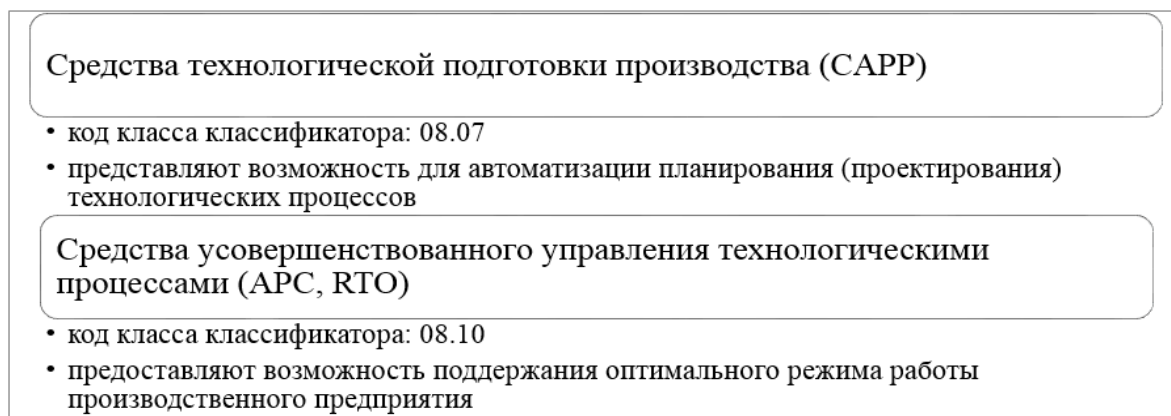 Средства технологической подготовки производства (CAPP)
• код класса классификатора: 08.07
• представляют возможность для автоматизации планирования (проектирования)
технологических процессов
Средства усовершенствованного управления технологическими
процессами (APC, RTO)
• код класса классификатора: 08.10
• предоставляют возможность поддержания оптимального режима работы
производственного предприятия